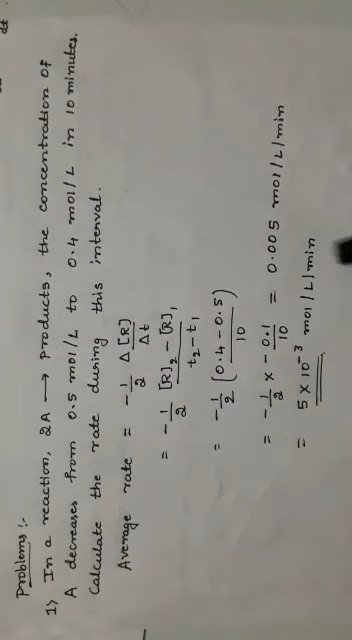 dt
Problems :-
1) In a reaction, 2A → products, the concentration of
A decreases from 0.5 mol/L to 0.4 mol/L in 10 minutes.
Calculate the rate during this interval.
Average rate = -1/2 Δ[R]/Δt
= -1/2 [R]₂ - [R]₁ / t₂ - t₁
= -1/2 (0.4 - 0.5 / 10)
= -1/2 x -0.1/10 = 0.005 mol/L/min
= 5 x 10⁻³ mol/L/min